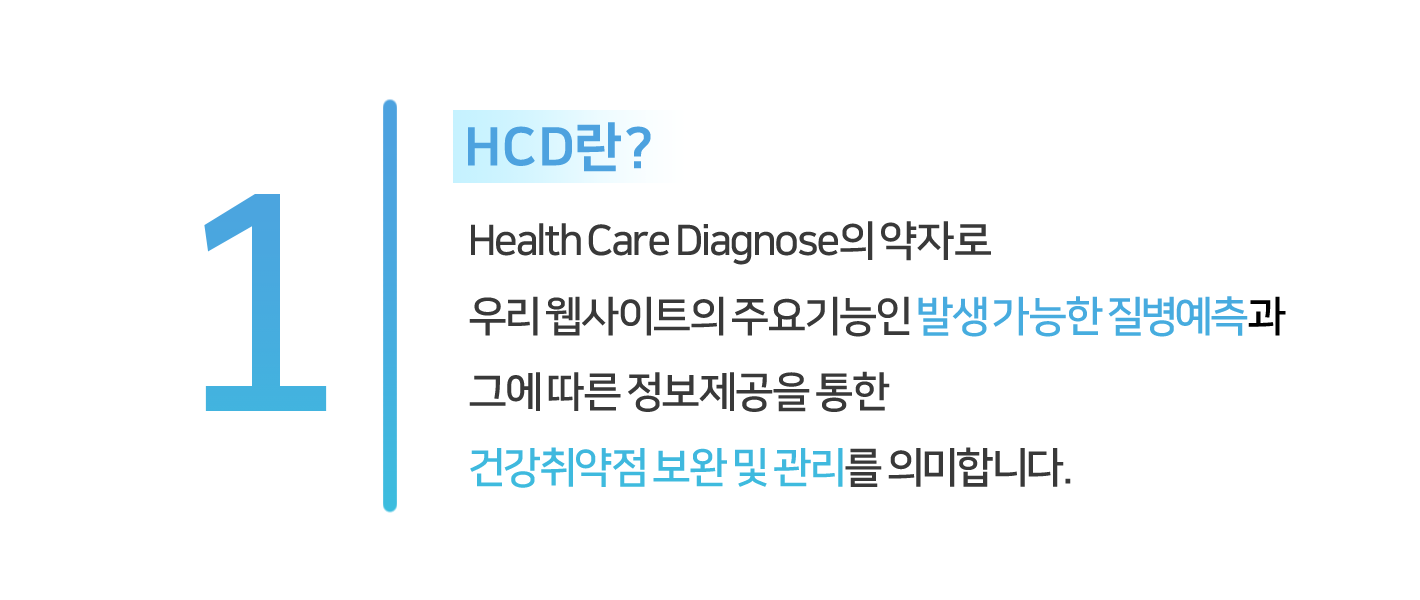 1
HCD란?
Health Care Diagnose의 약자로
우리 웹사이트의 주요기능인 발생 가능한 질병예측과
그에 따른 정보제공을 통한
건강취약점 보완 및 관리를 의미합니다.